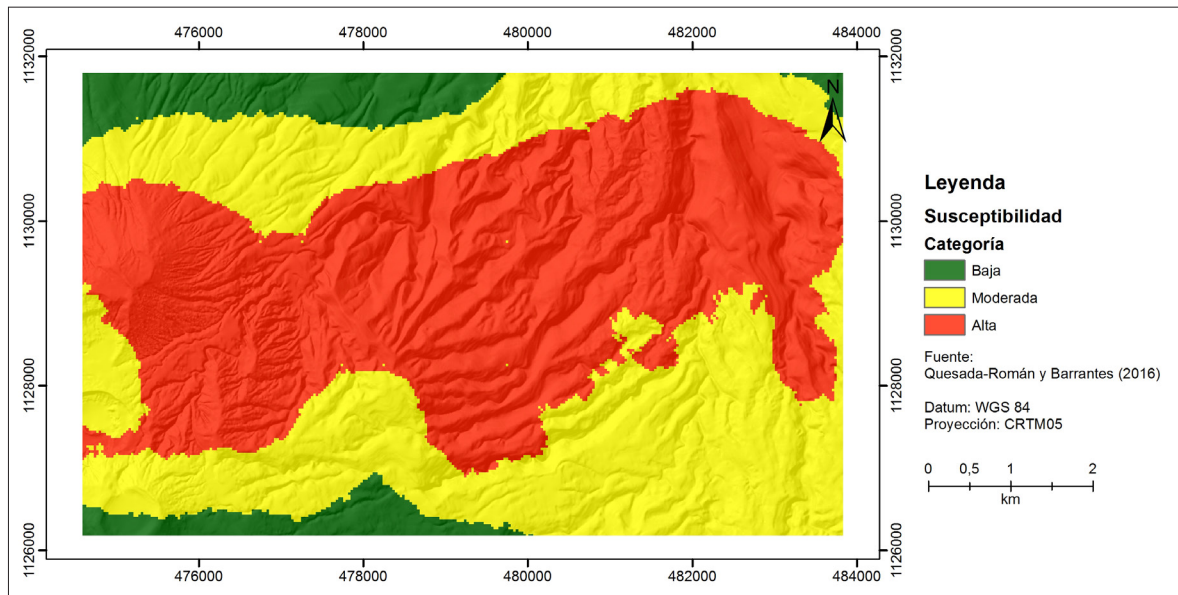 476000 478000 480000 482000 484000
1132000 1132000
N
1130000 1130000
1128000 1128000
1126000 1126000
476000 478000 480000 482000 484000
Leyenda
Susceptibilidad
Categoría
Baja
Moderada
Alta
Fuente:
Quesada-Román y Barrantes (2016)
Datum: WGS 84
Proyección: CRTM05
0 0,5 1 2
km